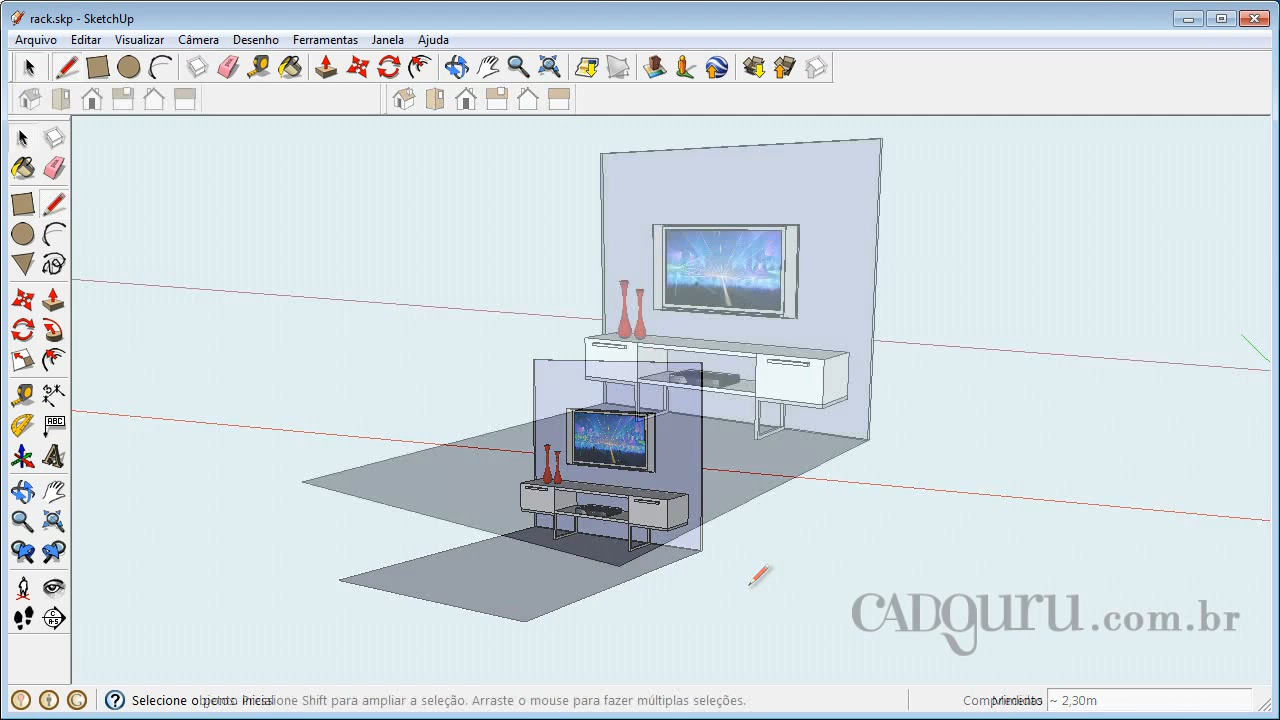 rack.skp - SketchUp
Arquivo Editar Visualizar Câmera Desenho Ferramentas Janela Ajuda
ABC
CADguru.com.br
Selecione objetos. Pressione Shift para ampliar a seleção. Arraste o mouse para fazer múltiplas seleções.
~ 2,30m